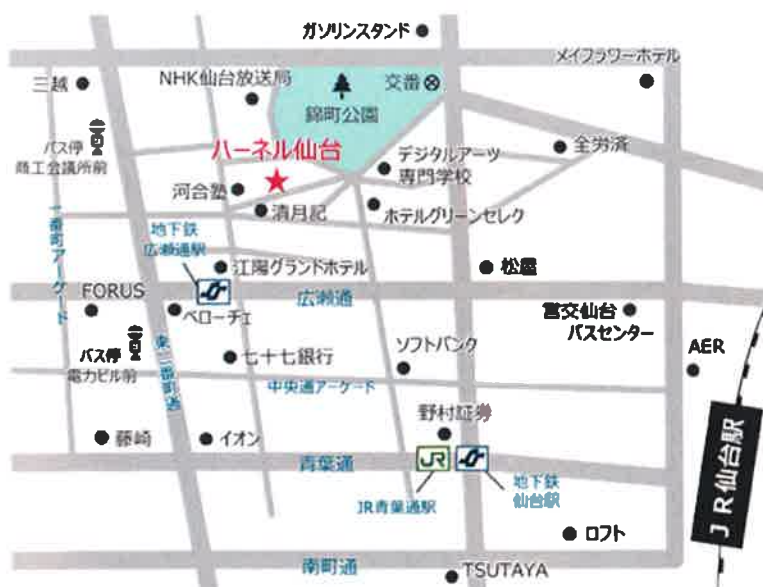 ガソリンスタンド
メイフラワーホテル
三越
NHK仙台放送局
交番
錦町公園
バス停
商工会議所前
ハーネル仙台
デジタルアーツ
専門学校
全労済
河合塾
清月記
ホテルグリーンセレク
一番町アーケード
地下鉄
広瀬通駅
江陽グランドホテル
松屋
FORUS
広瀬通
宮交仙台
バスセンター
ベローチェ
バス停
電力ビル前
東二番町通
七十七銀行
ソフトバンク
AER
中央通アーケード
野村証券
藤崎
イオン
青葉通
JR
JR青葉通駅
地下鉄
仙台駅
JR仙台駅
ロフト
南町通
TSUTAYA